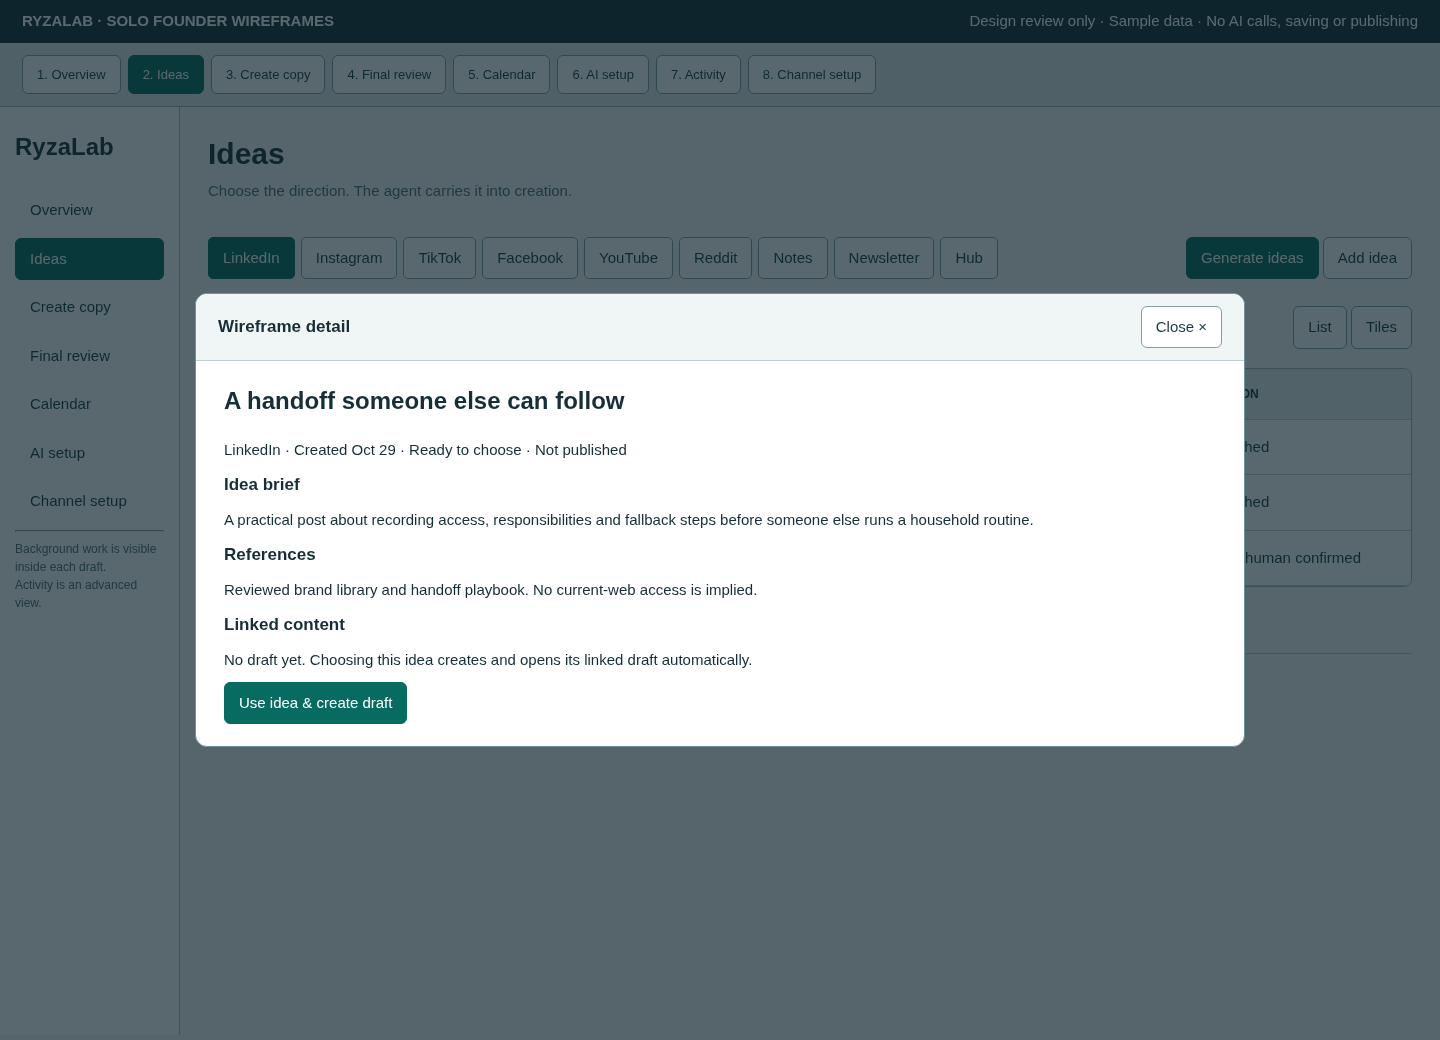 RYZALAB · SOLO FOUNDER WIREFRAMES
Design review only · Sample data · No AI calls, saving or publishing
1. Overview
2. Ideas
3. Create copy
4. Final review
5. Calendar
6. AI setup
7. Activity
8. Channel setup
RyzaLab
Overview
Ideas
Create copy
Final review
Calendar
AI setup
Channel setup
Background work is visible
inside each draft.
Activity is an advanced
view.
Ideas
Choose the direction. The agent carries it into creation.
LinkedIn
Instagram
TikTok
Facebook
YouTube
Reddit
Notes
Newsletter
Hub
Generate ideas
Add idea
List
Tiles
human confirmed
Wireframe detail
Close ×
A handoff someone else can follow
LinkedIn · Created Oct 29 · Ready to choose · Not published
Idea brief
A practical post about recording access, responsibilities and fallback steps before someone else runs a household routine.
References
Reviewed brand library and handoff playbook. No current-web access is implied.
Linked content
No draft yet. Choosing this idea creates and opens its linked draft automatically.
Use idea & create draft